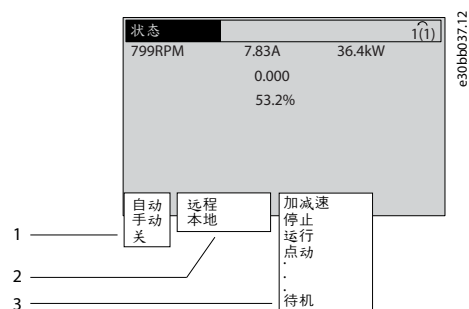 状态 1(1)
799RPM 7.83A 36.4kW
0.000
53.2%
自动
手动
关
远程
本地
加减速
停止
运行
点动
.
.
.
待机
1
2
3
e30bb037.12